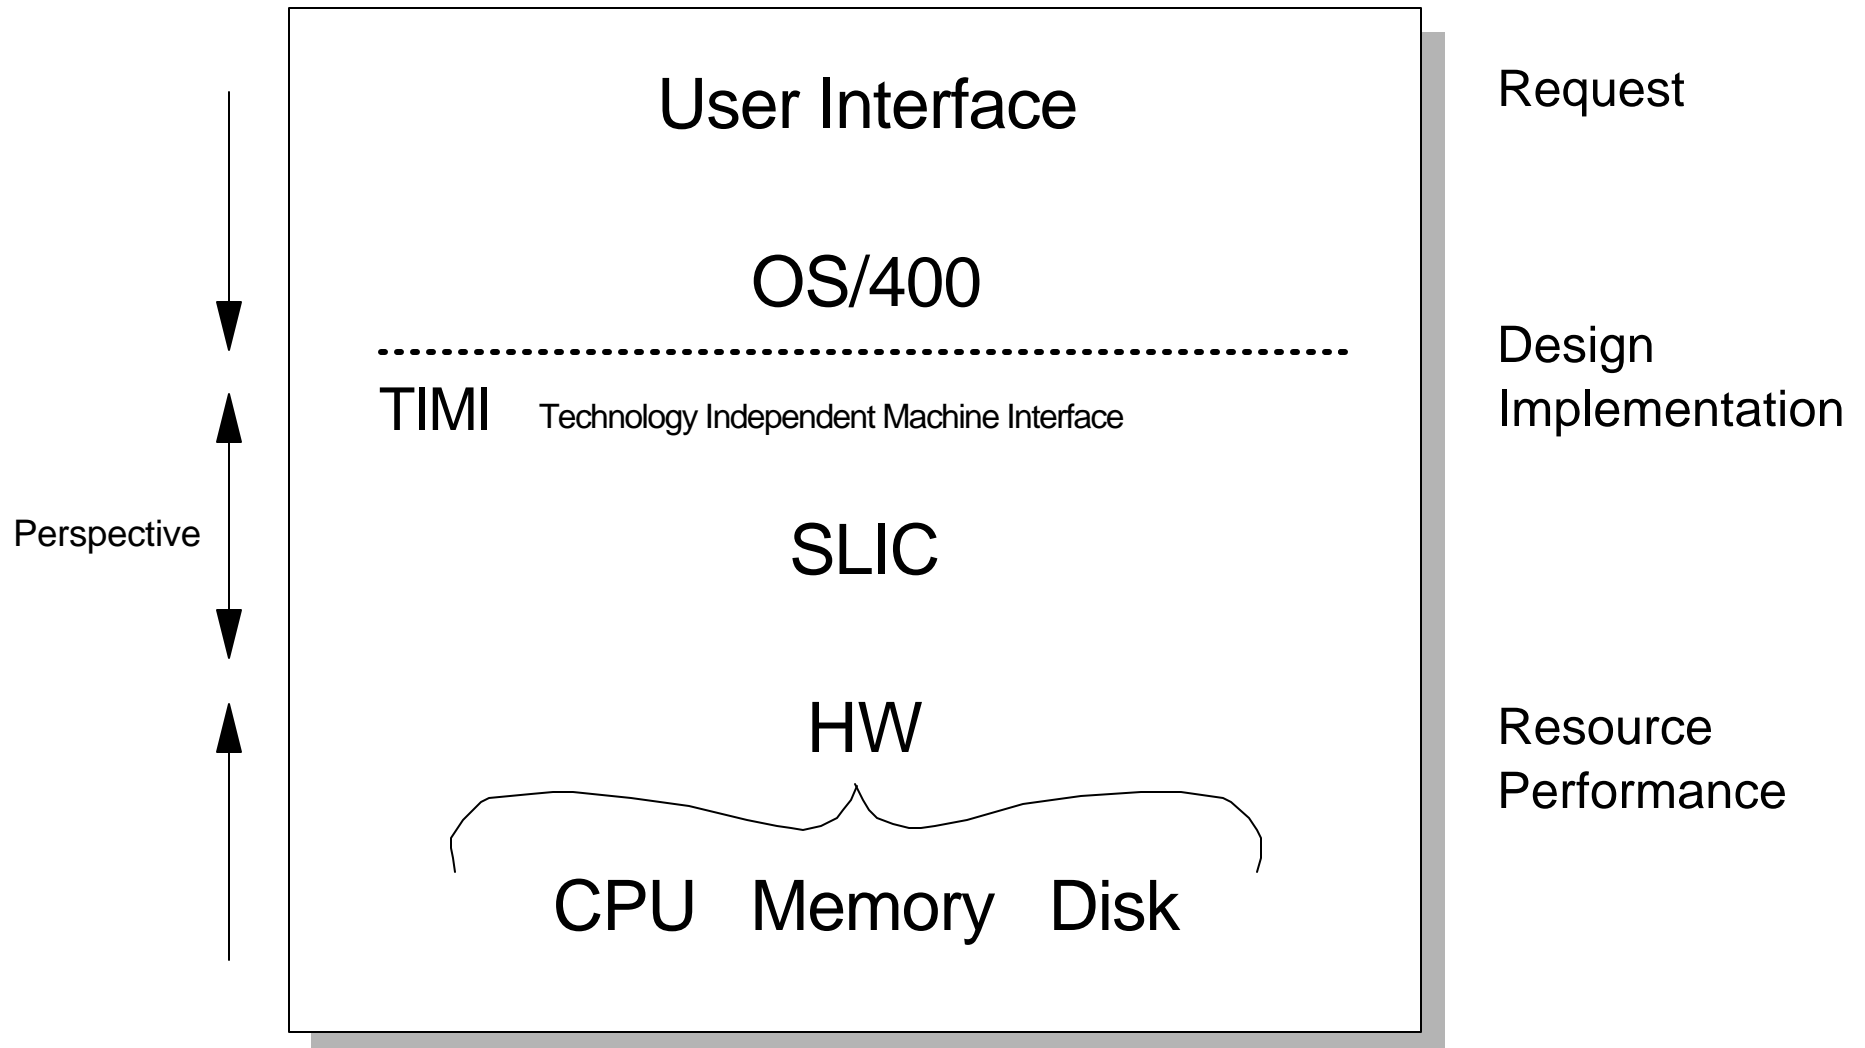 User Interface
Request
OS/400
Design
Implementation
TIMI Technology Independent Machine Interface
Perspective
SLIC
HW
Resource
Performance
CPU Memory Disk